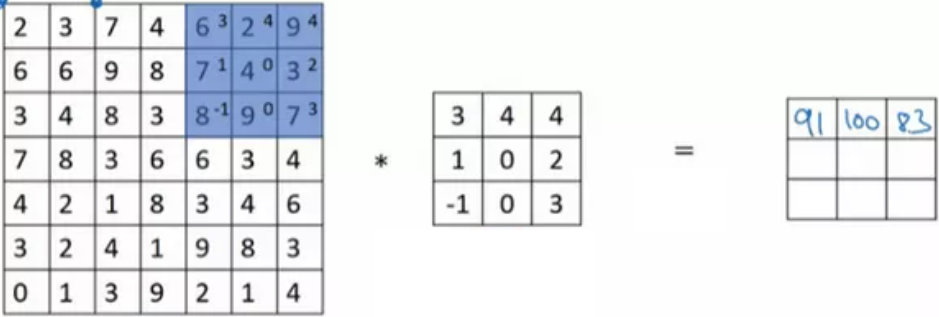 2 3 7 4 6 3 2 4 9 4
6 6 9 8 7 1 4 0 3 2
3 4 8 3 8 -1 9 0 7 3
7 8 3 6 6 3 4
4 2 1 8 3 4 6
3 2 4 1 9 8 3
0 1 3 9 2 1 4
*
3 4 4
1 0 2
-1 0 3
=
91 100 83